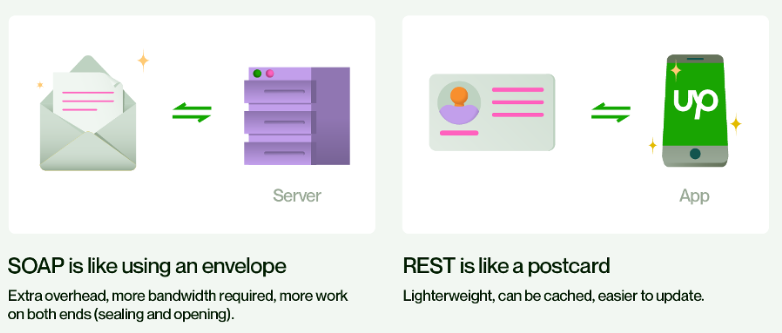 up
Server
App
SOAP is like using an envelope
Extra overhead, more bandwidth required, more work
on both ends (sealing and opening).
REST is like a postcard
Lighterweight, can be cached, easier to update.